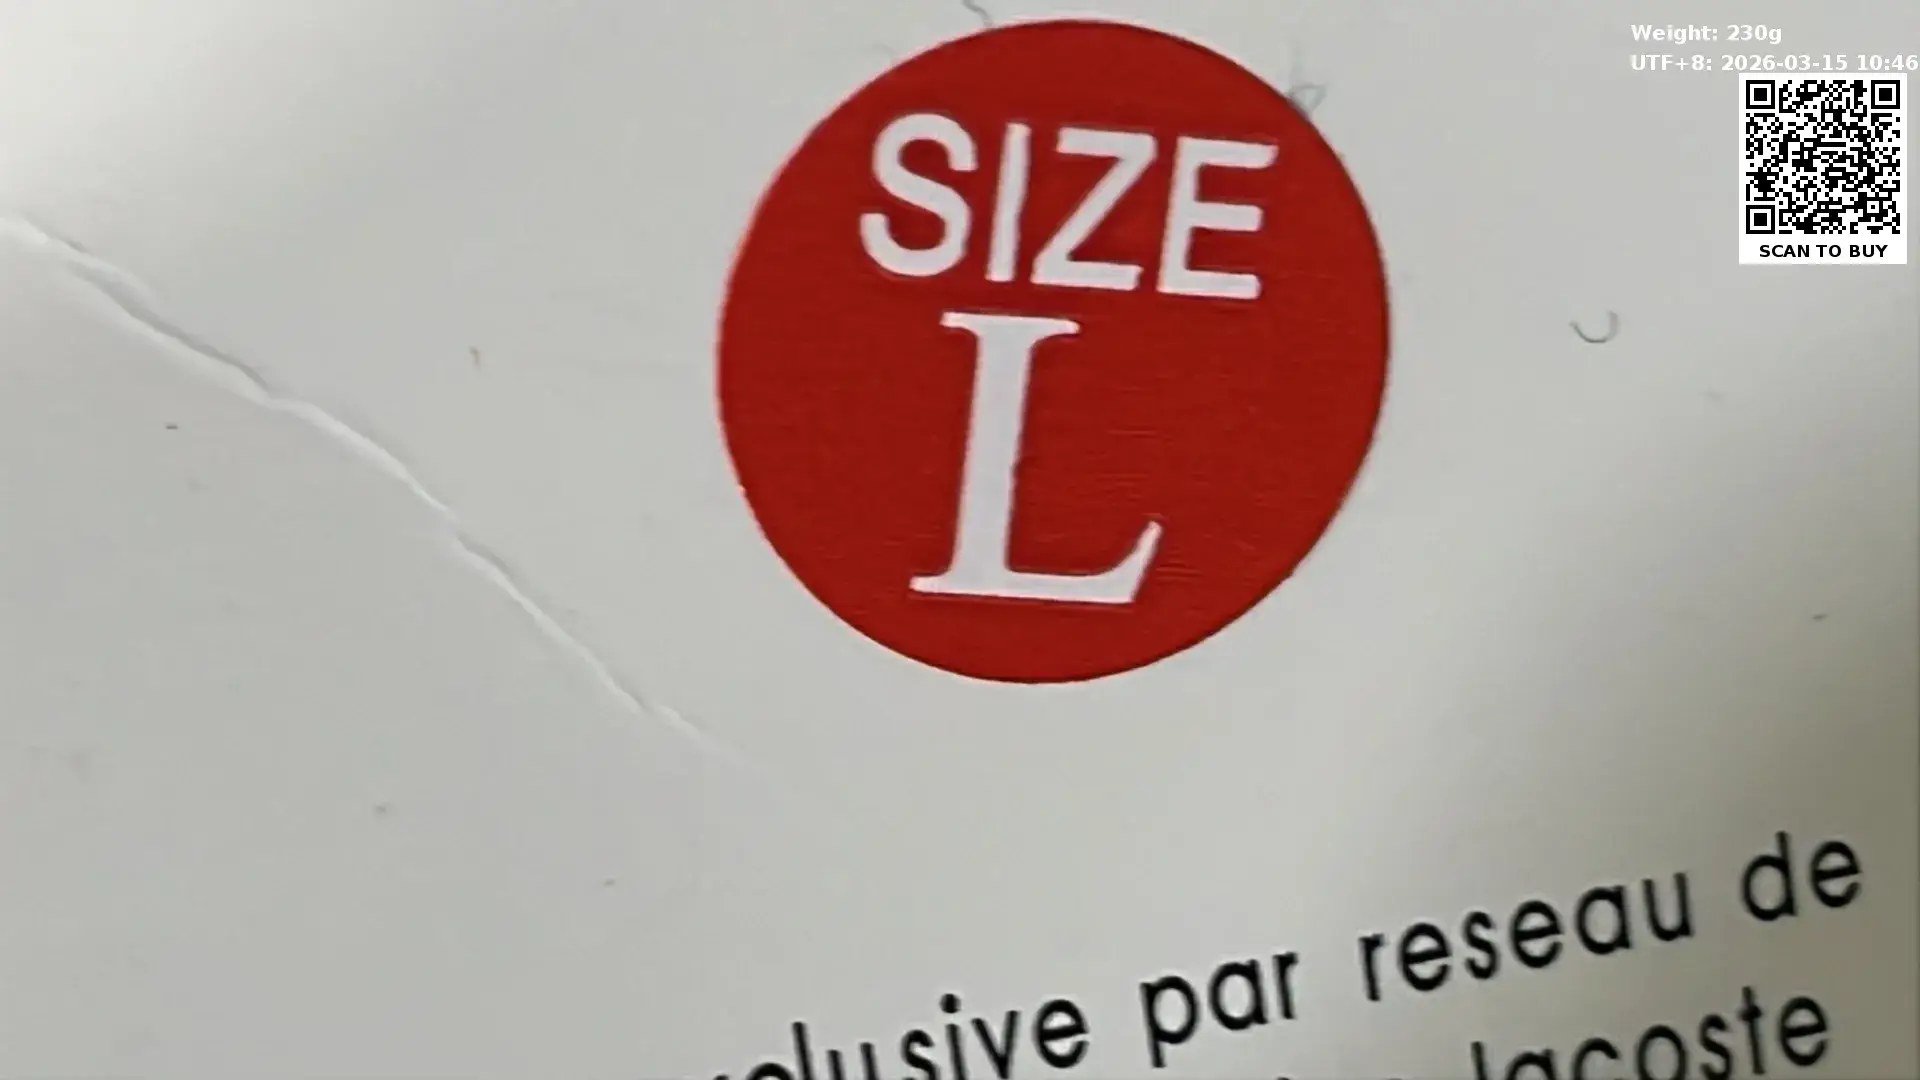 Weight: 230g
UTF+8: 2026-03-15 10:46
SCAN TO BUY
SIZE
L
par reseau de
lacoste